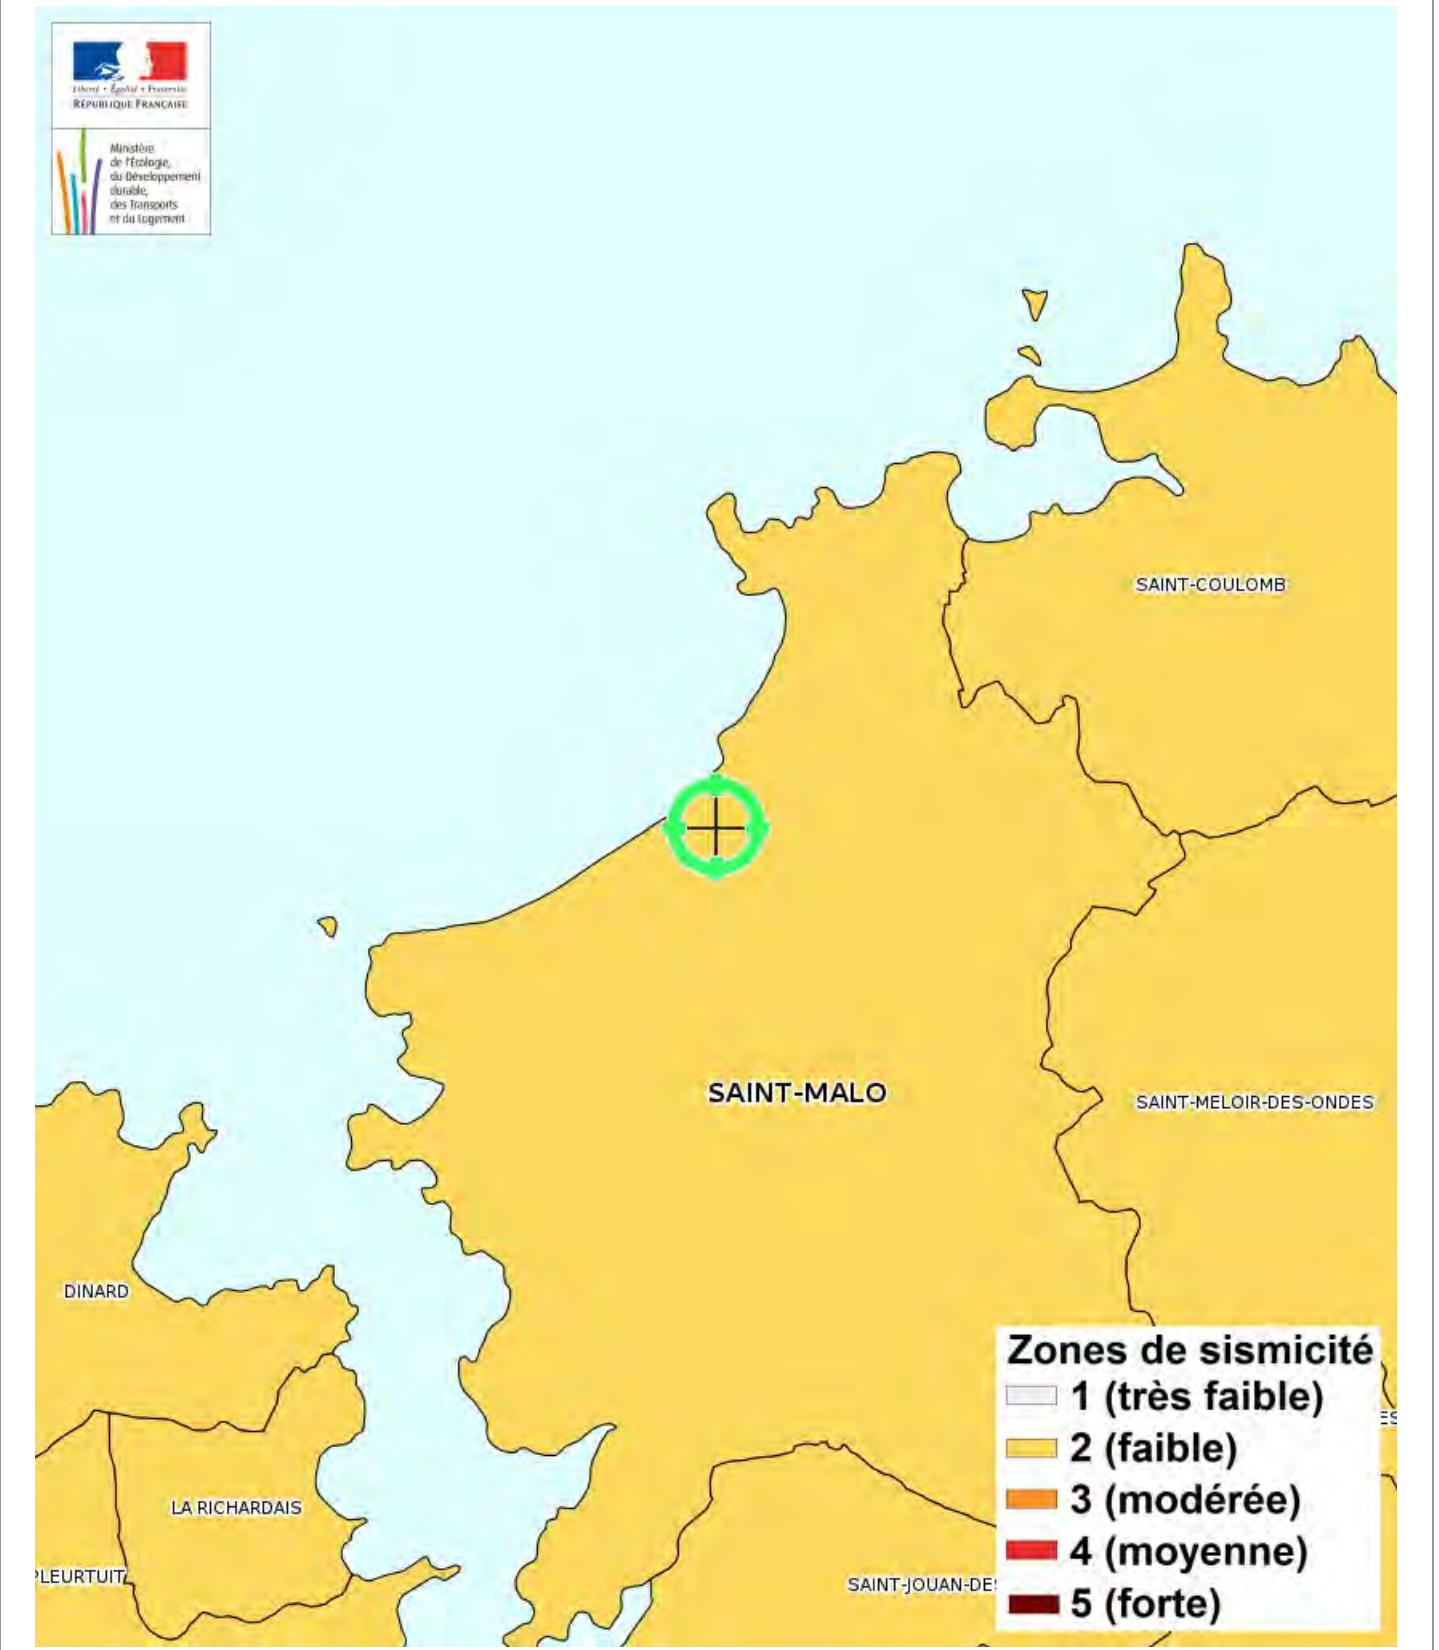 Liberté • Égalité • Fraternité
RÉPUBLIQUE FRANÇAISE
Ministère
de l'Écologie,
du Développement
durable,
des Transports
et du Logement
SAINT-COULOMB
SAINT-MALO
SAINT-MELOIR-DES-ONDES
DINARD
Zones de sismicité
1 (très faible)
2 (faible)
ES
3 (modérée)
LA RICHARDAIS
4 (moyenne)
PLEURTUIT
SAINT-JOUAN-DES
5 (forte)